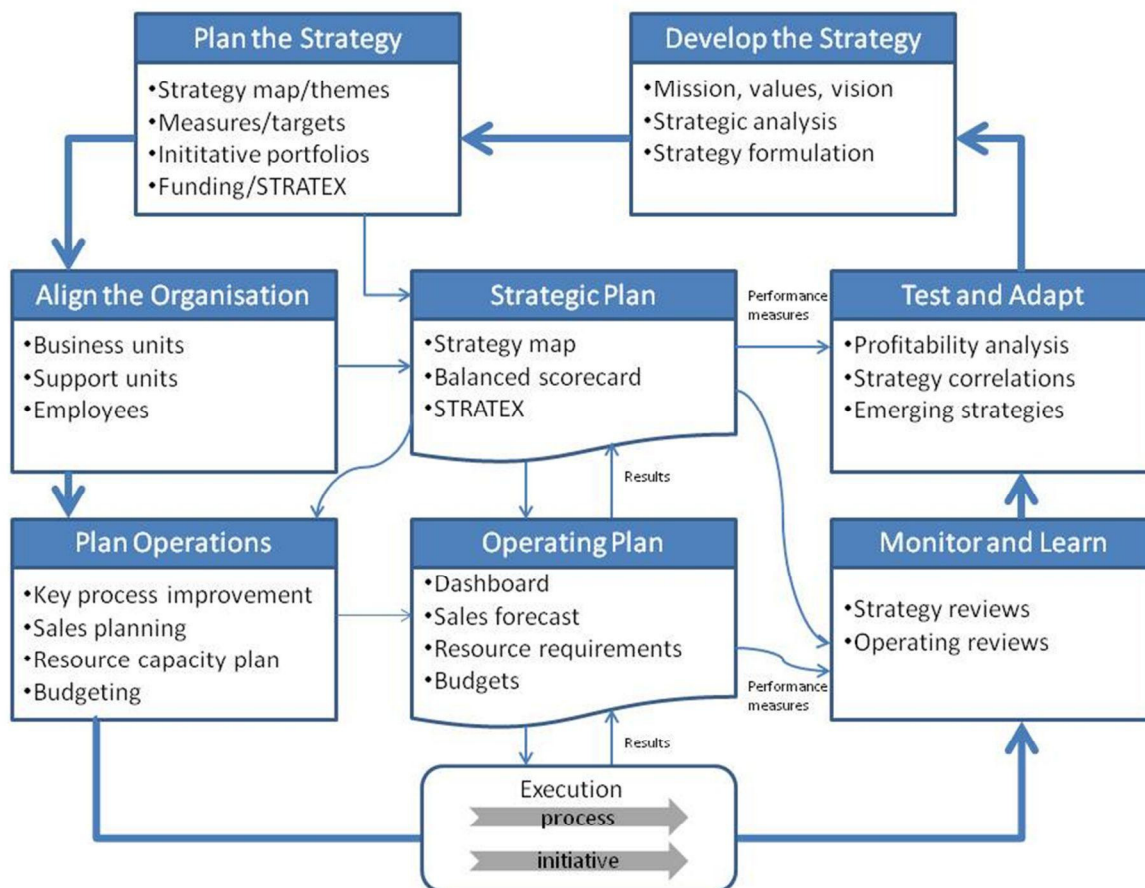 Plan the Strategy
•Strategy map/themes
•Measures/targets
•Inititative portfolios
•Funding/STRATEX
Develop the Strategy
•Mission, values, vision
•Strategic analysis
•Strategy formulation
Align the Organisation
•Business units
•Support units
•Employees
Strategic Plan
•Strategy map
•Balanced scorecard
•STRATEX
Performance
measures
Test and Adapt
•Profitability analysis
•Strategy correlations
•Emerging strategies
Results
Plan Operations
•Key process improvement
•Sales planning
•Resource capacity plan
•Budgeting
Operating Plan
•Dashboard
•Sales forecast
•Resource requirements
•Budgets
Monitor and Learn
•Strategy reviews
•Operating reviews
Performance
measures
Results
Execution
process
initiative